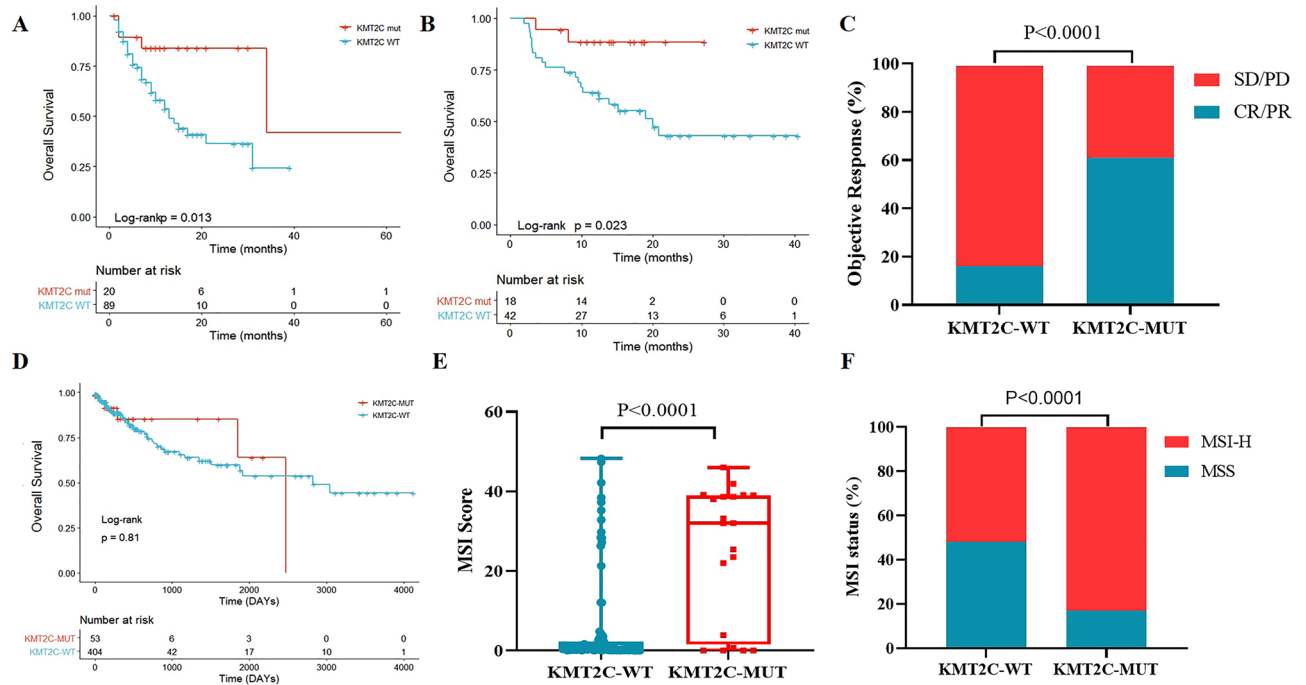 A
KMT2C mut
KMT2C WT
1.00
0.75
0.50
0.25
0.00
Overall Survival
Log-rankp = 0.013
0 20 40 60
Time (months)
Number at risk
KMT2C mut 20 6 1 1
KMT2C WT 89 10 0 0
0 20 40 60
Time (months)
B
KMT2C mut
KMT2C WT
1.00
0.75
0.50
0.25
0.00
Overall Survival
Log-rank p = 0.023
0 10 20 30 40
Time (months)
Number at risk
KMT2C mut 18 14 2 0 0
KMT2C WT 42 27 13 6 1
0 10 20 30 40
Time (months)
C
P<0.0001
100
80
60
40
20
0
Objective Response (%)
SD/PD
CR/PR
KMT2C-WT KMT2C-MUT
D
KMT2C-MUT
KMT2C-WT
1.00
0.75
0.50
0.25
0.00
Overall Survival
Log-rank
p = 0.81
0 1000 2000 3000 4000
Time (DAYs)
Number at risk
KMT2C-MUT 53 6 3 0 0
KMT2C-WT 404 42 17 10 1
0 1000 2000 3000 4000
Time (DAYs)
E
P<0.0001
60
40
20
0
MSI Score
KMT2C-WT KMT2C-MUT
F
P<0.0001
100
80
60
40
20
0
MSI status (%)
MSI-H
MSS
KMT2C-WT KMT2C-MUT